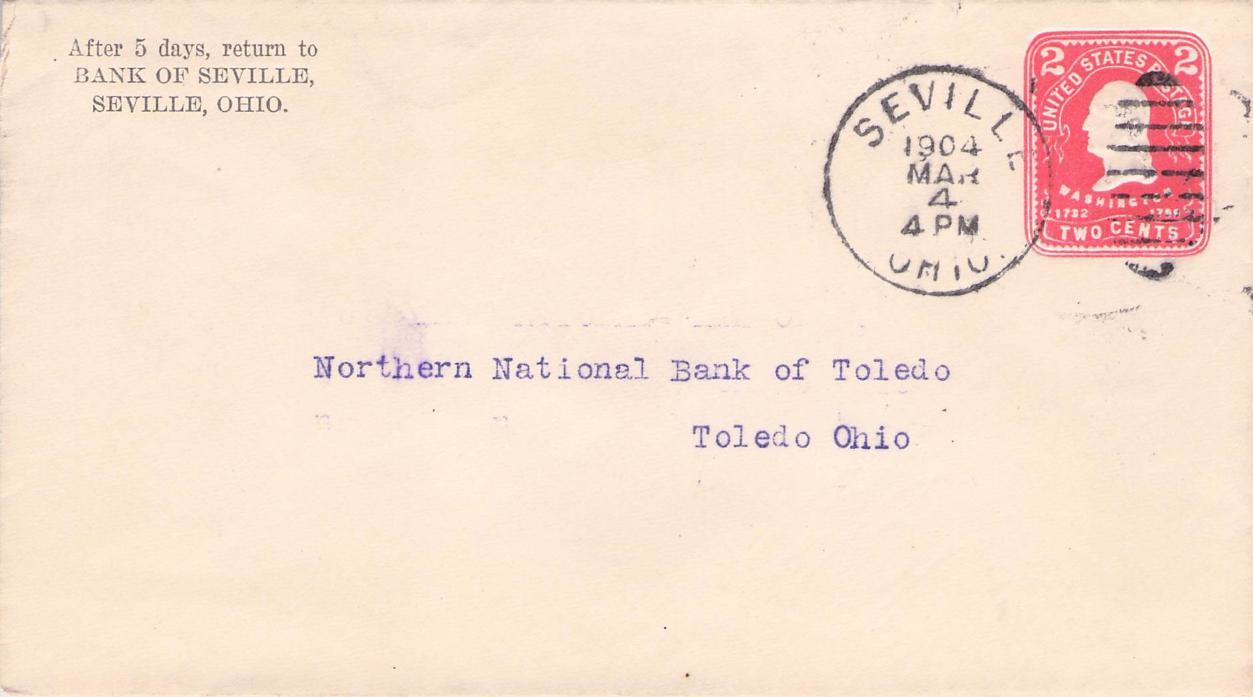 After 5 days, return to
BANK OF SEVILLE,
SEVILLE, OHIO.
SEVILLE
1904
MAR
4
4 PM
OHIO.
2 2
UNITED STATES POSTAGE
WASHINGTON
1732 1799
TWO CENTS
Northern National Bank of Toledo
Toledo Ohio